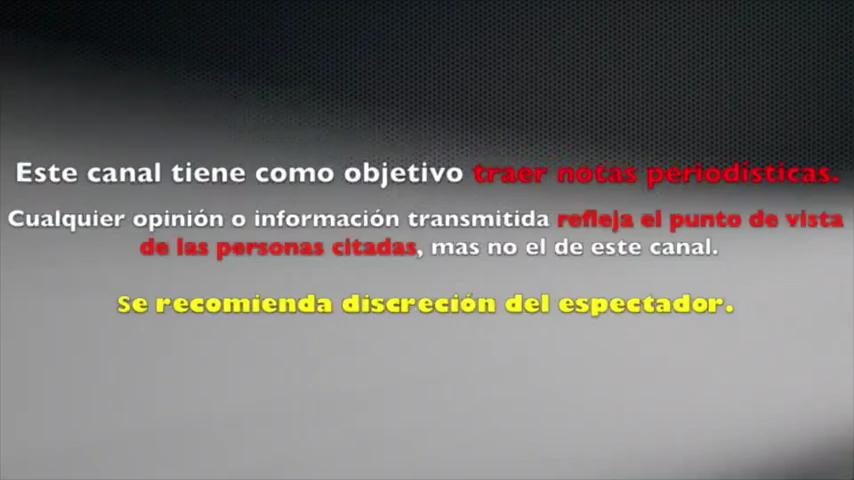 Este canal tiene como objetivo traer notas periodísticas.
Cualquier opinión o información transmitida refleja el punto de vista
de las personas citadas, mas no el de este canal.
Se recomienda discreción del espectador.